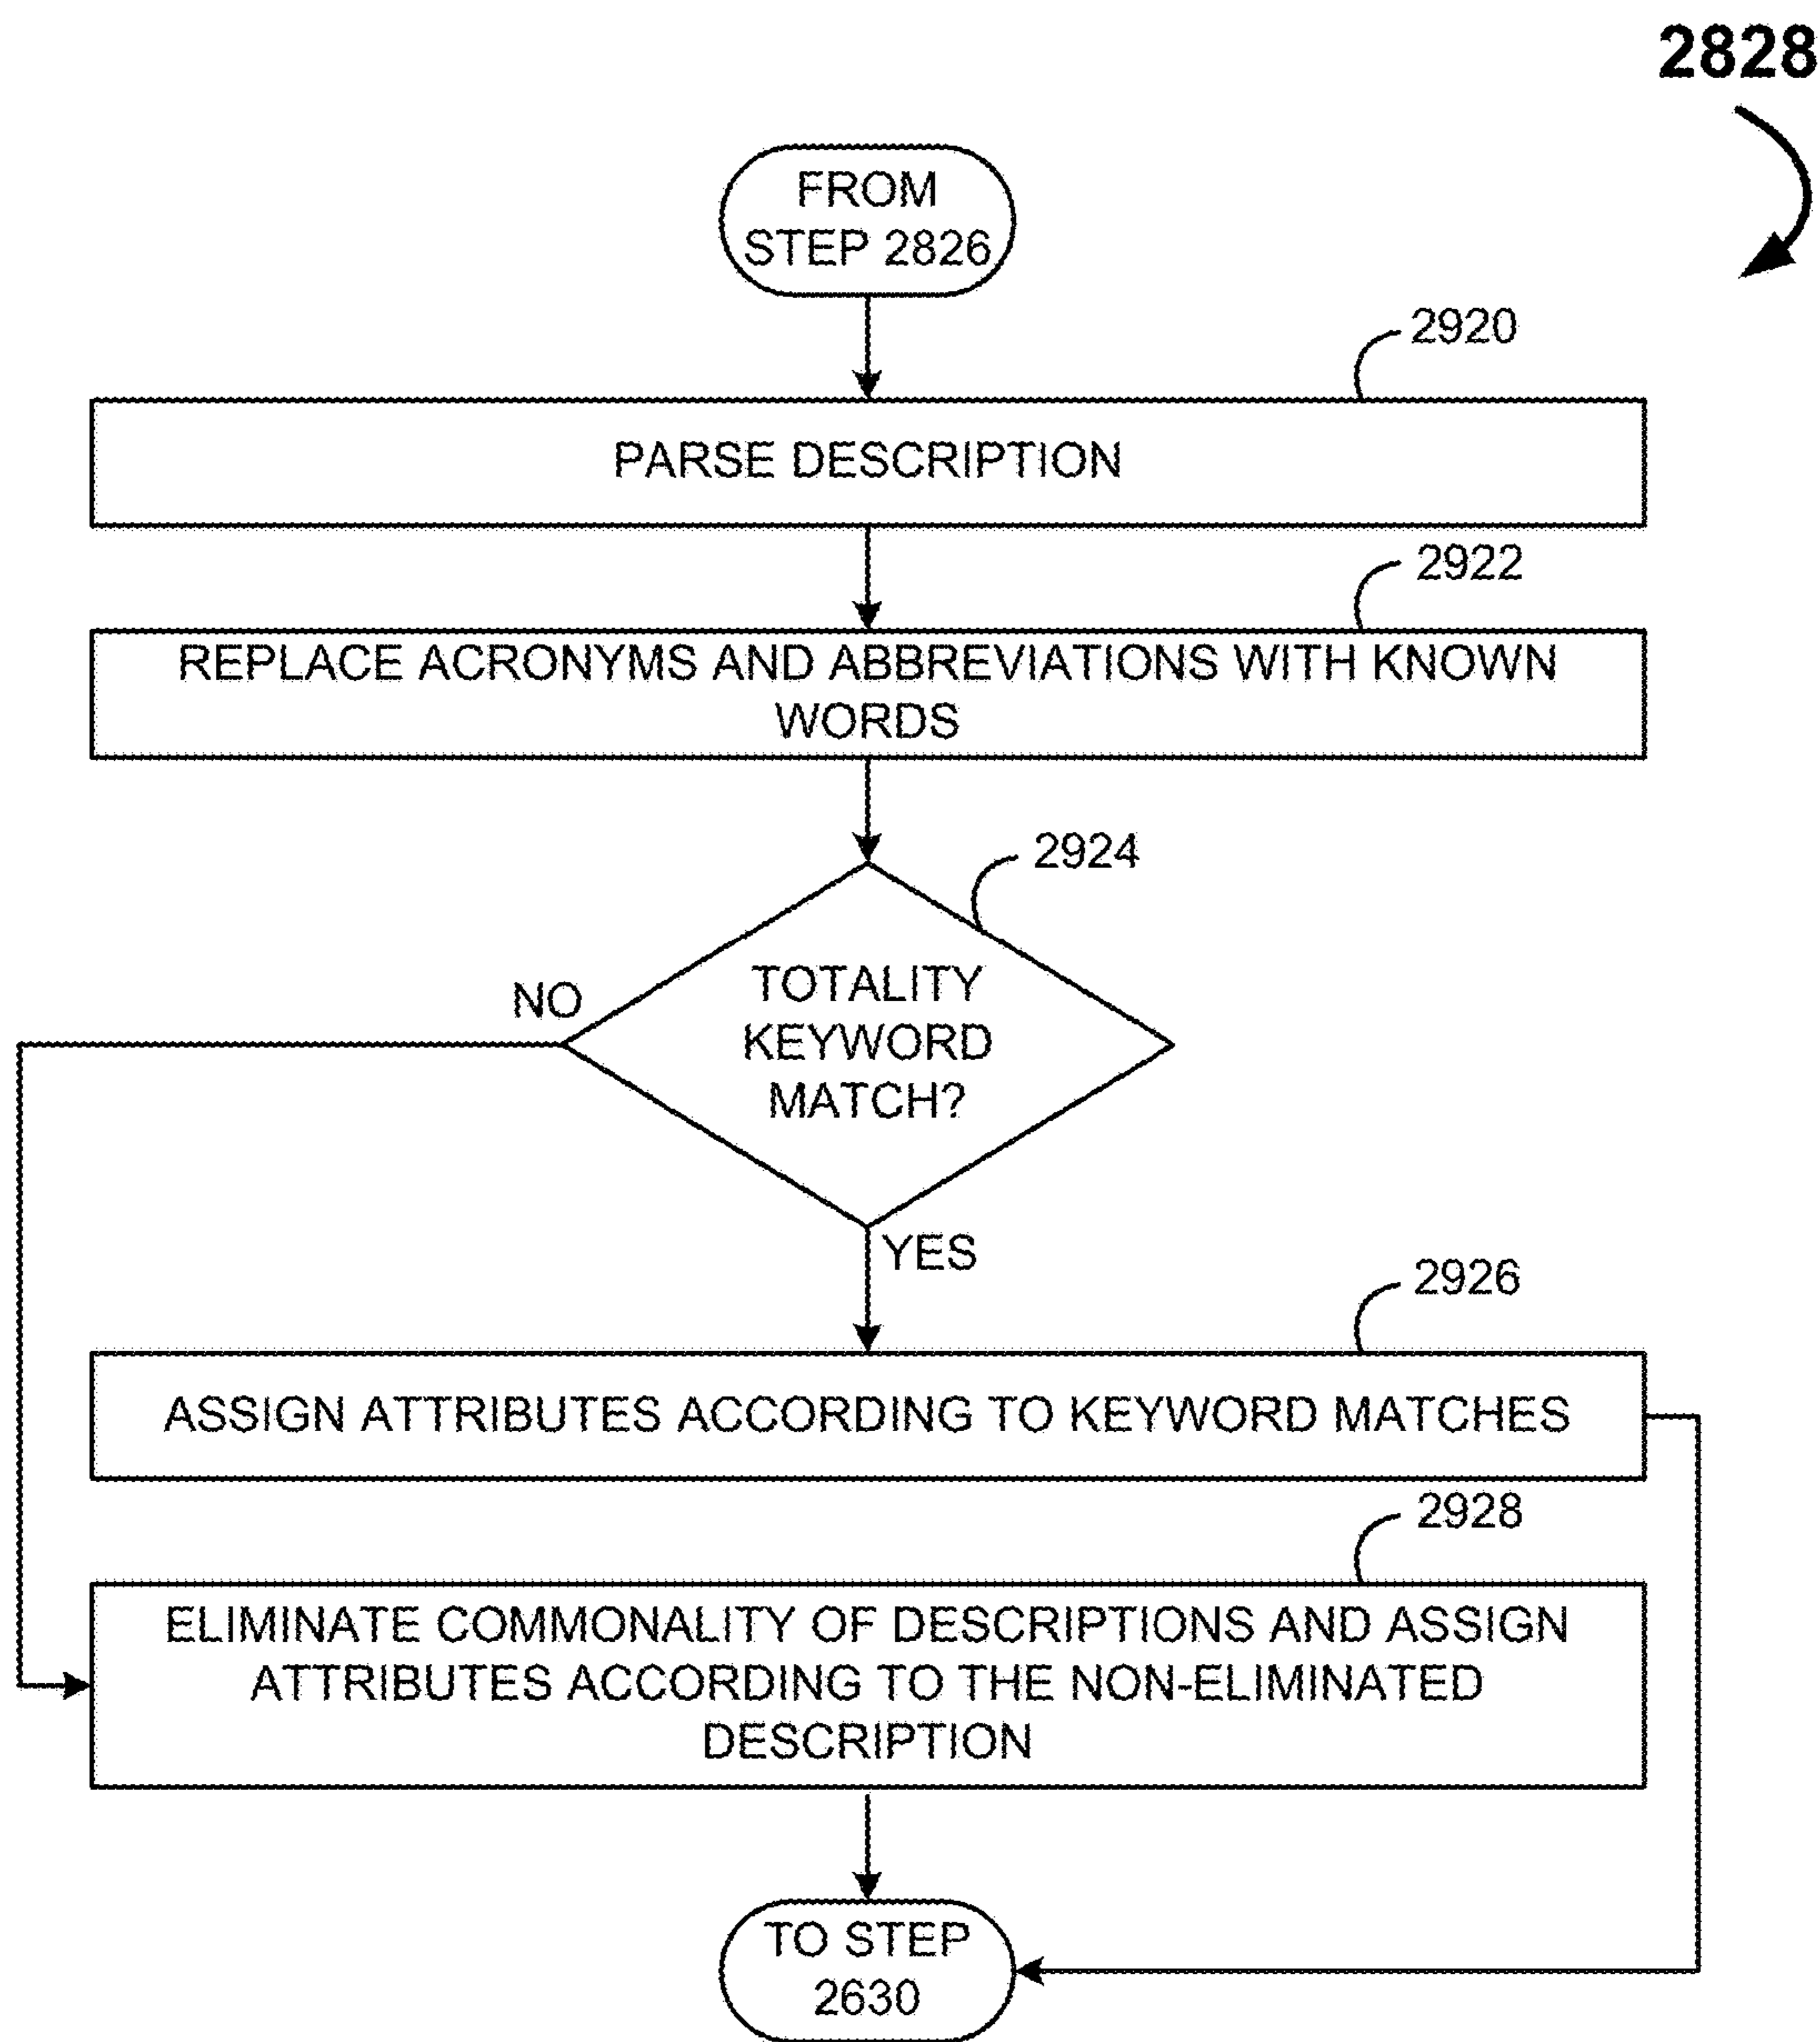 2828
FROM
STEP 2826
2920
PARSE DESCRIPTION
2922
REPLACE ACRONYMS AND ABBREVIATIONS WITH KNOWN
WORDS
2924
NO
TOTALITY
KEYWORD
MATCH?
YES
2926
ASSIGN ATTRIBUTES ACCORDING TO KEYWORD MATCHES
2928
ELIMINATE COMMONALITY OF DESCRIPTIONS AND ASSIGN
ATTRIBUTES ACCORDING TO THE NON-ELIMINATED
DESCRIPTION
TO STEP
2630